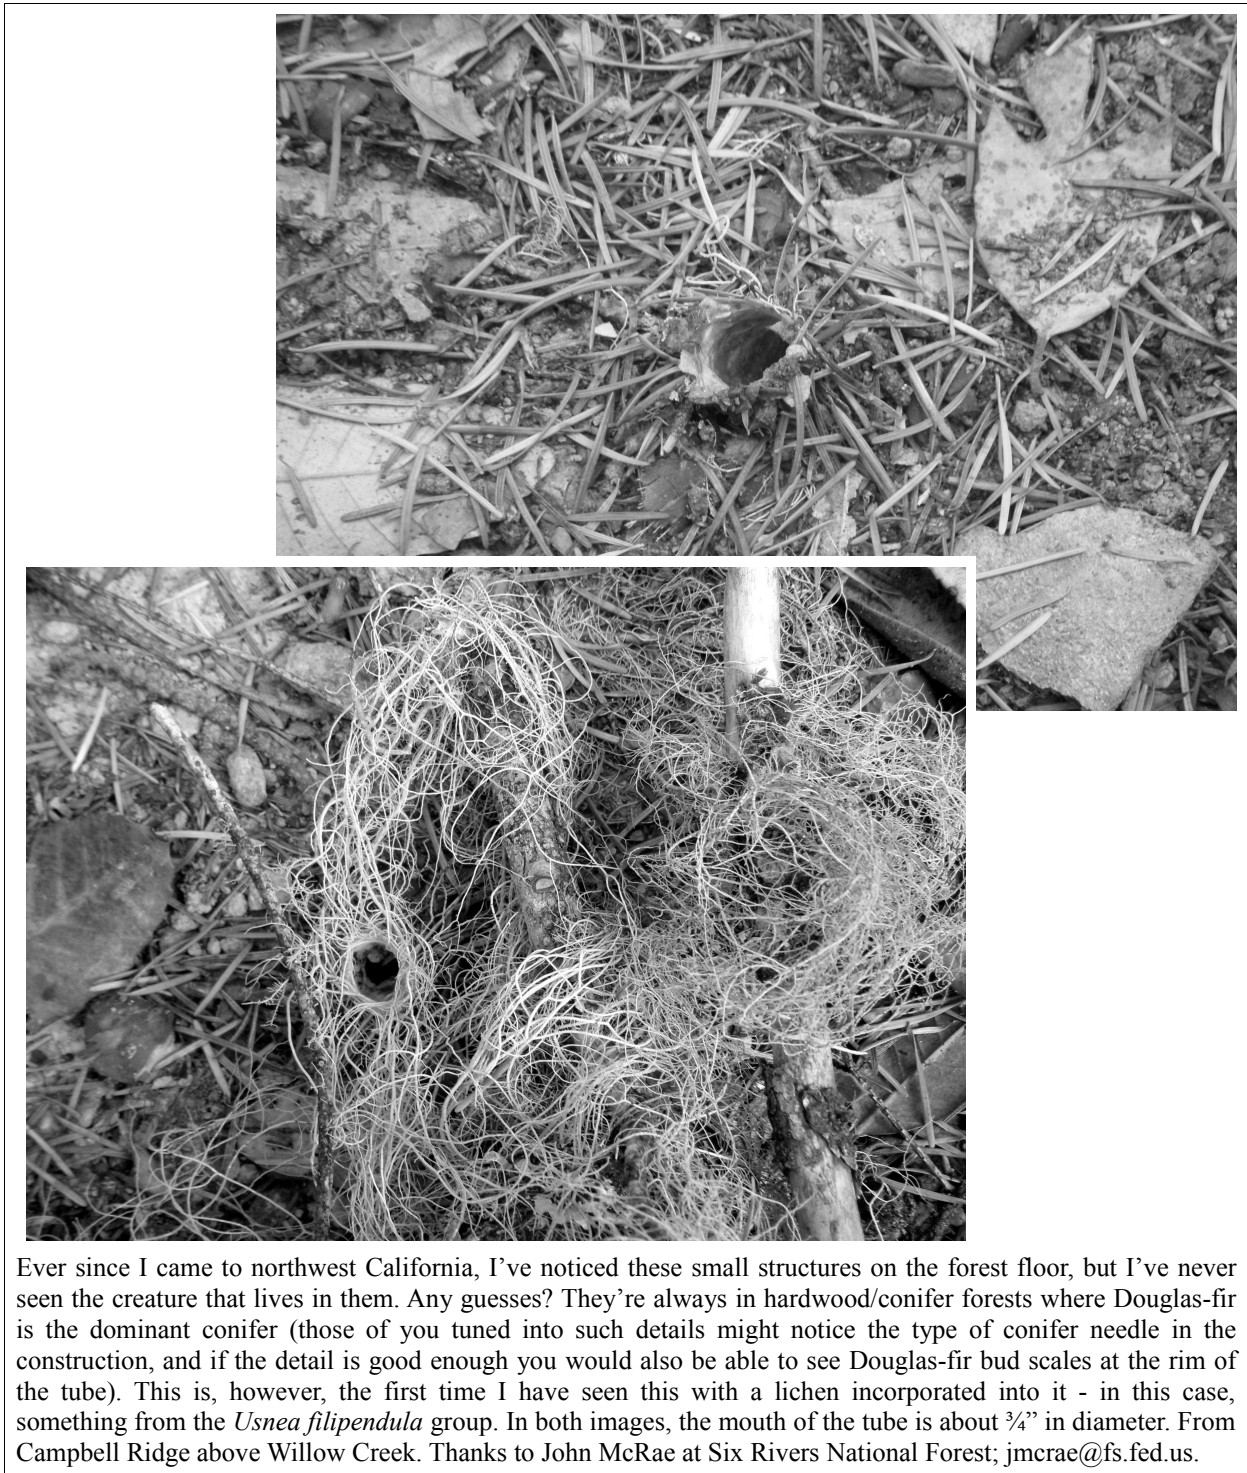 Ever since I came to northwest California, I’ve noticed these small structures on the forest floor, but I’ve never
seen the creature that lives in them. Any guesses? They’re always in hardwood/conifer forests where Douglas-fir
is the dominant conifer (those of you tuned into such details might notice the type of conifer needle in the
construction, and if the detail is good enough you would also be able to see Douglas-fir bud scales at the rim of
the tube). This is, however, the first time I have seen this with a lichen incorporated into it - in this case,
something from the Usnea filipendula group. In both images, the mouth of the tube is about ¾” in diameter. From
Campbell Ridge above Willow Creek. Thanks to John McRae at Six Rivers National Forest; jmcrae@fs.fed.us.